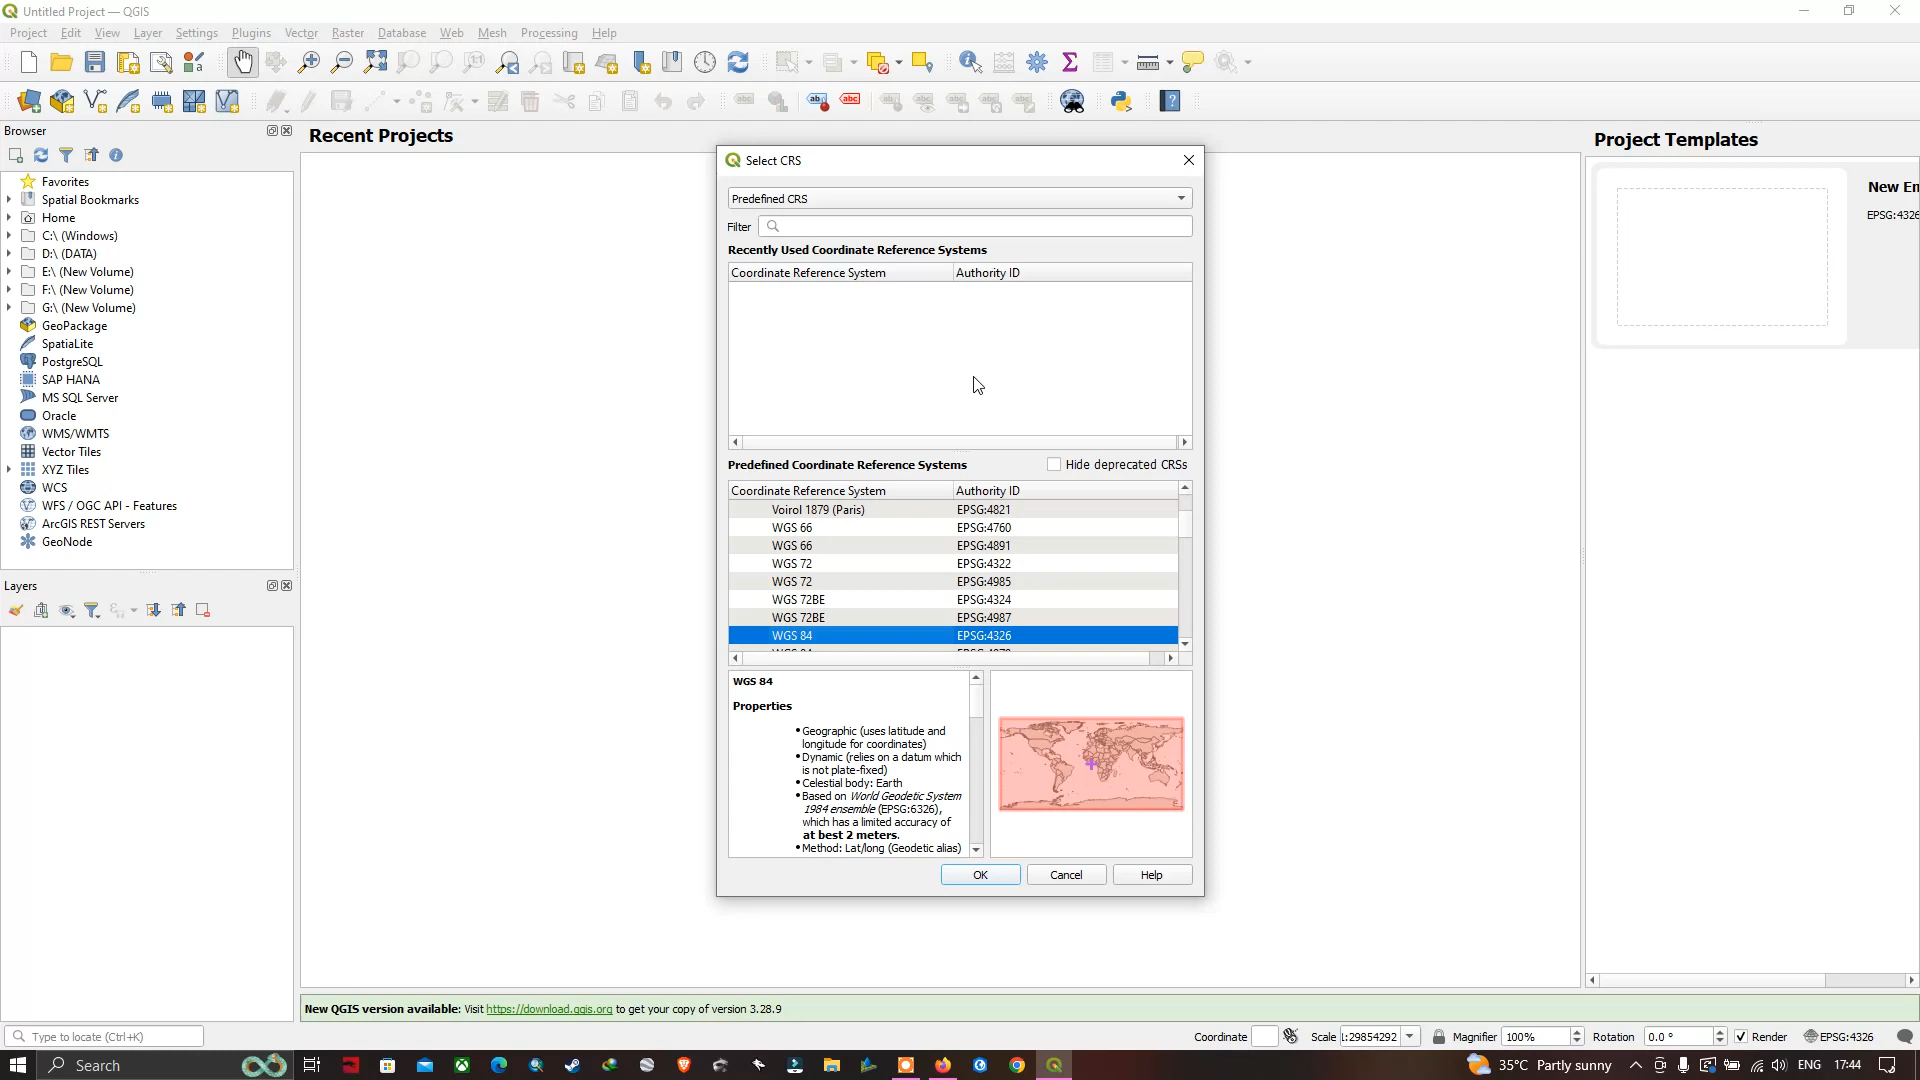 Untitled Project — QGIS
Project Edit View Layer Settings Plugins Vector Raster Database Web Mesh Processing Help
Browser
Favorites
Spatial Bookmarks
Home
C:\ (Windows)
D:\ (DATA)
E:\ (New Volume)
F:\ (New Volume)
G:\ (New Volume)
GeoPackage
SpatiaLite
PostgreSQL
SAP HANA
MS SQL Server
Oracle
WMS/WMTS
Vector Tiles
XYZ Tiles
WCS
WFS / OGC API - Features
ArcGIS REST Servers
GeoNode
Layers
Recent Projects
Select CRS
Predefined CRS
Filter
Recently Used Coordinate Reference Systems
Coordinate Reference System Authority ID
Predefined Coordinate Reference Systems Hide deprecated CRSs
Coordinate Reference System Authority ID
Voirol 1879 (Paris) EPSG:4821
WGS 66 EPSG:4760
WGS 66 EPSG:4891
WGS 72 EPSG:4322
WGS 72 EPSG:4985
WGS 72BE EPSG:4324
WGS 72BE EPSG:4987
WGS 84 EPSG:4326
WGS 84
Properties
• Geographic (uses latitude and
longitude for coordinates)
• Dynamic (relies on a datum which
is not plate-fixed)
• Celestial body: Earth
• Based on World Geodetic System
1984 ensemble (EPSG:6326),
which has a limited accuracy of
at best 2 meters.
• Method: Lat/long (Geodetic alias)
OK Cancel Help
Project Templates
New Em
EPSG:4326
New QGIS version available: Visit https://download.qgis.org to get your copy of version 3.28.9
Type to locate (Ctrl+K)
Coordinate Scale 1:29854292 Magnifier 100% Rotation 0.0 ° Render EPSG:4326
Search
35°C Partly sunny ENG 17:44